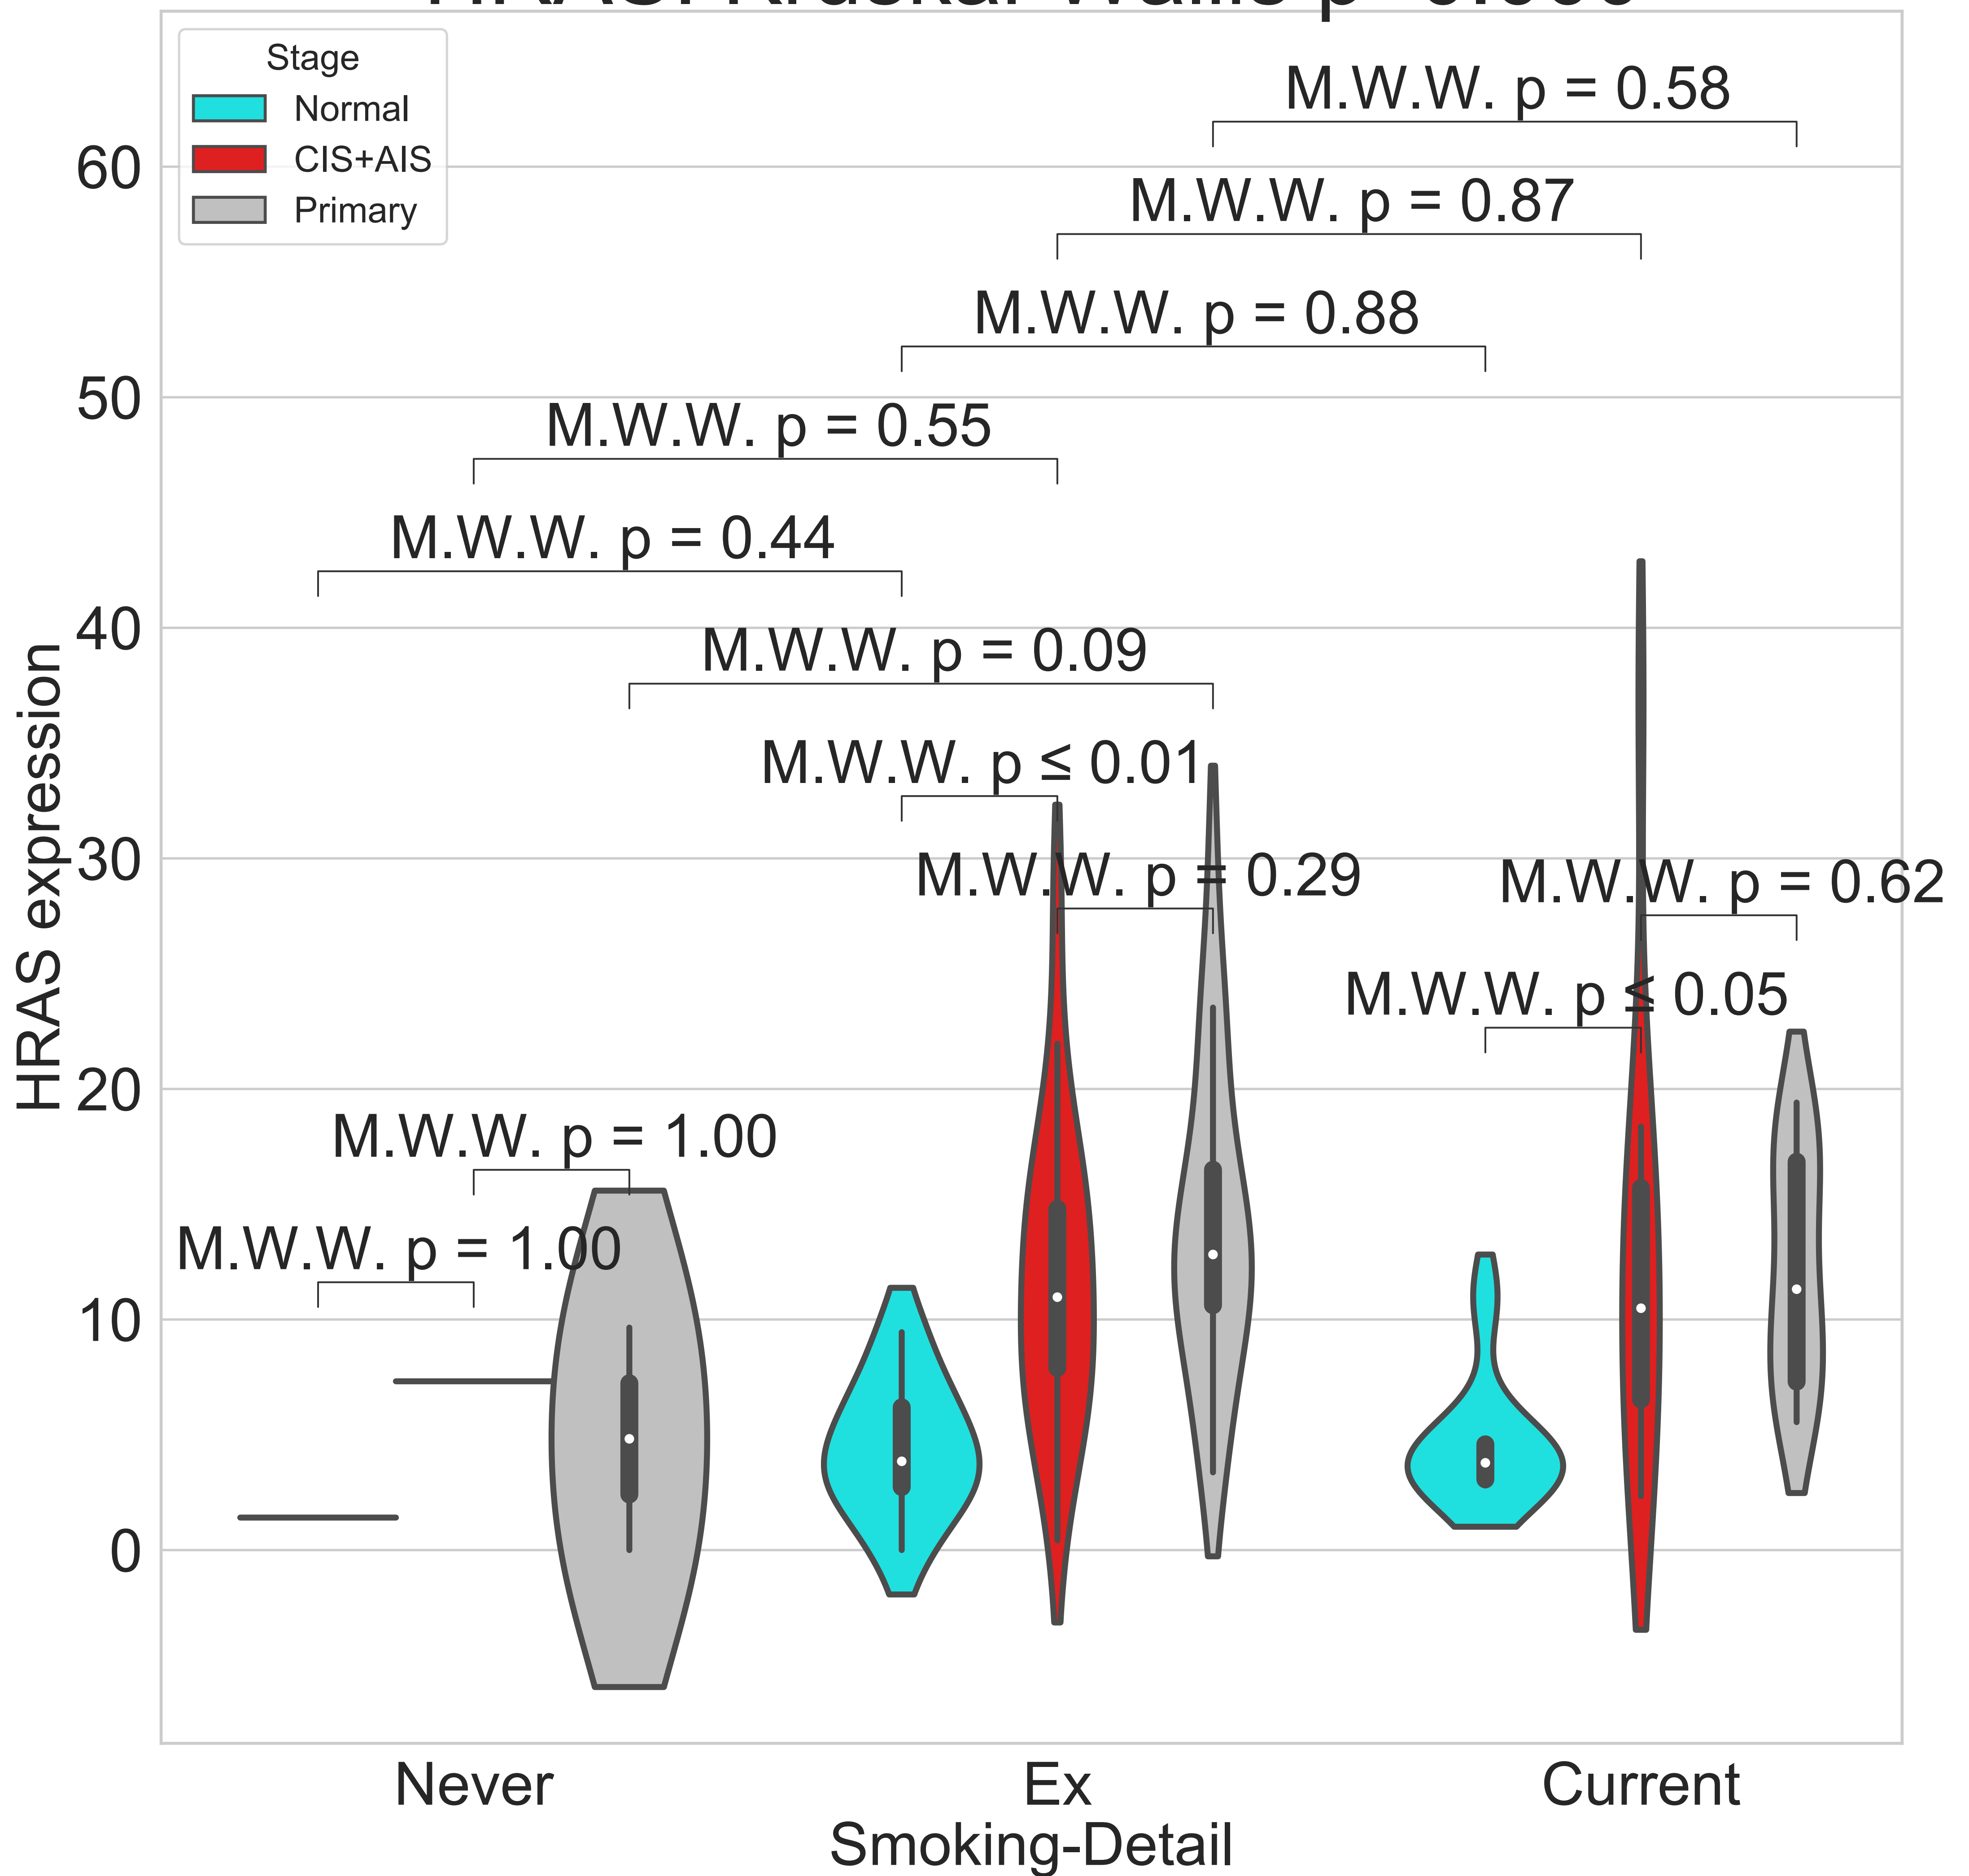 Stage
Normal
CIS+AIS
Primary
M.W.W. p = 0.58
M.W.W. p = 0.87
M.W.W. p = 0.88
M.W.W. p = 0.55
M.W.W. p = 0.44
M.W.W. p = 0.09
M.W.W. p ≤ 0.01
M.W.W. p = 0.29
M.W.W. p = 0.62
M.W.W. p ≤ 0.05
M.W.W. p = 1.00
M.W.W. p = 1.00
60
50
40
30
20
10
0
HRAS expression
Never
Ex
Current
Smoking-Detail